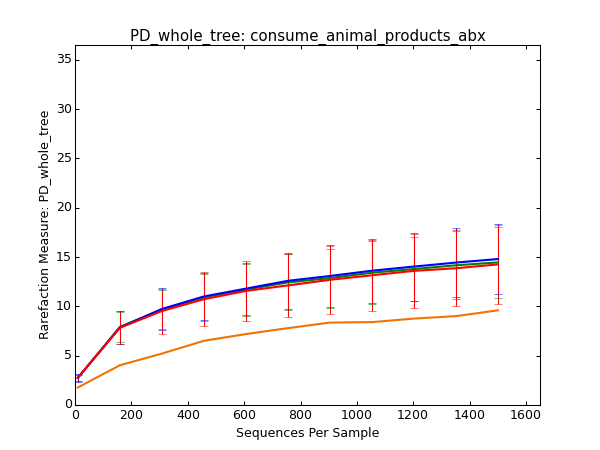 PD_whole_tree: consume_animal_products_abx
35
30
25
20
15
10
5
0
Rarefaction Measure: PD_whole_tree
0 200 400 600 800 1000 1200 1400 1600
Sequences Per Sample